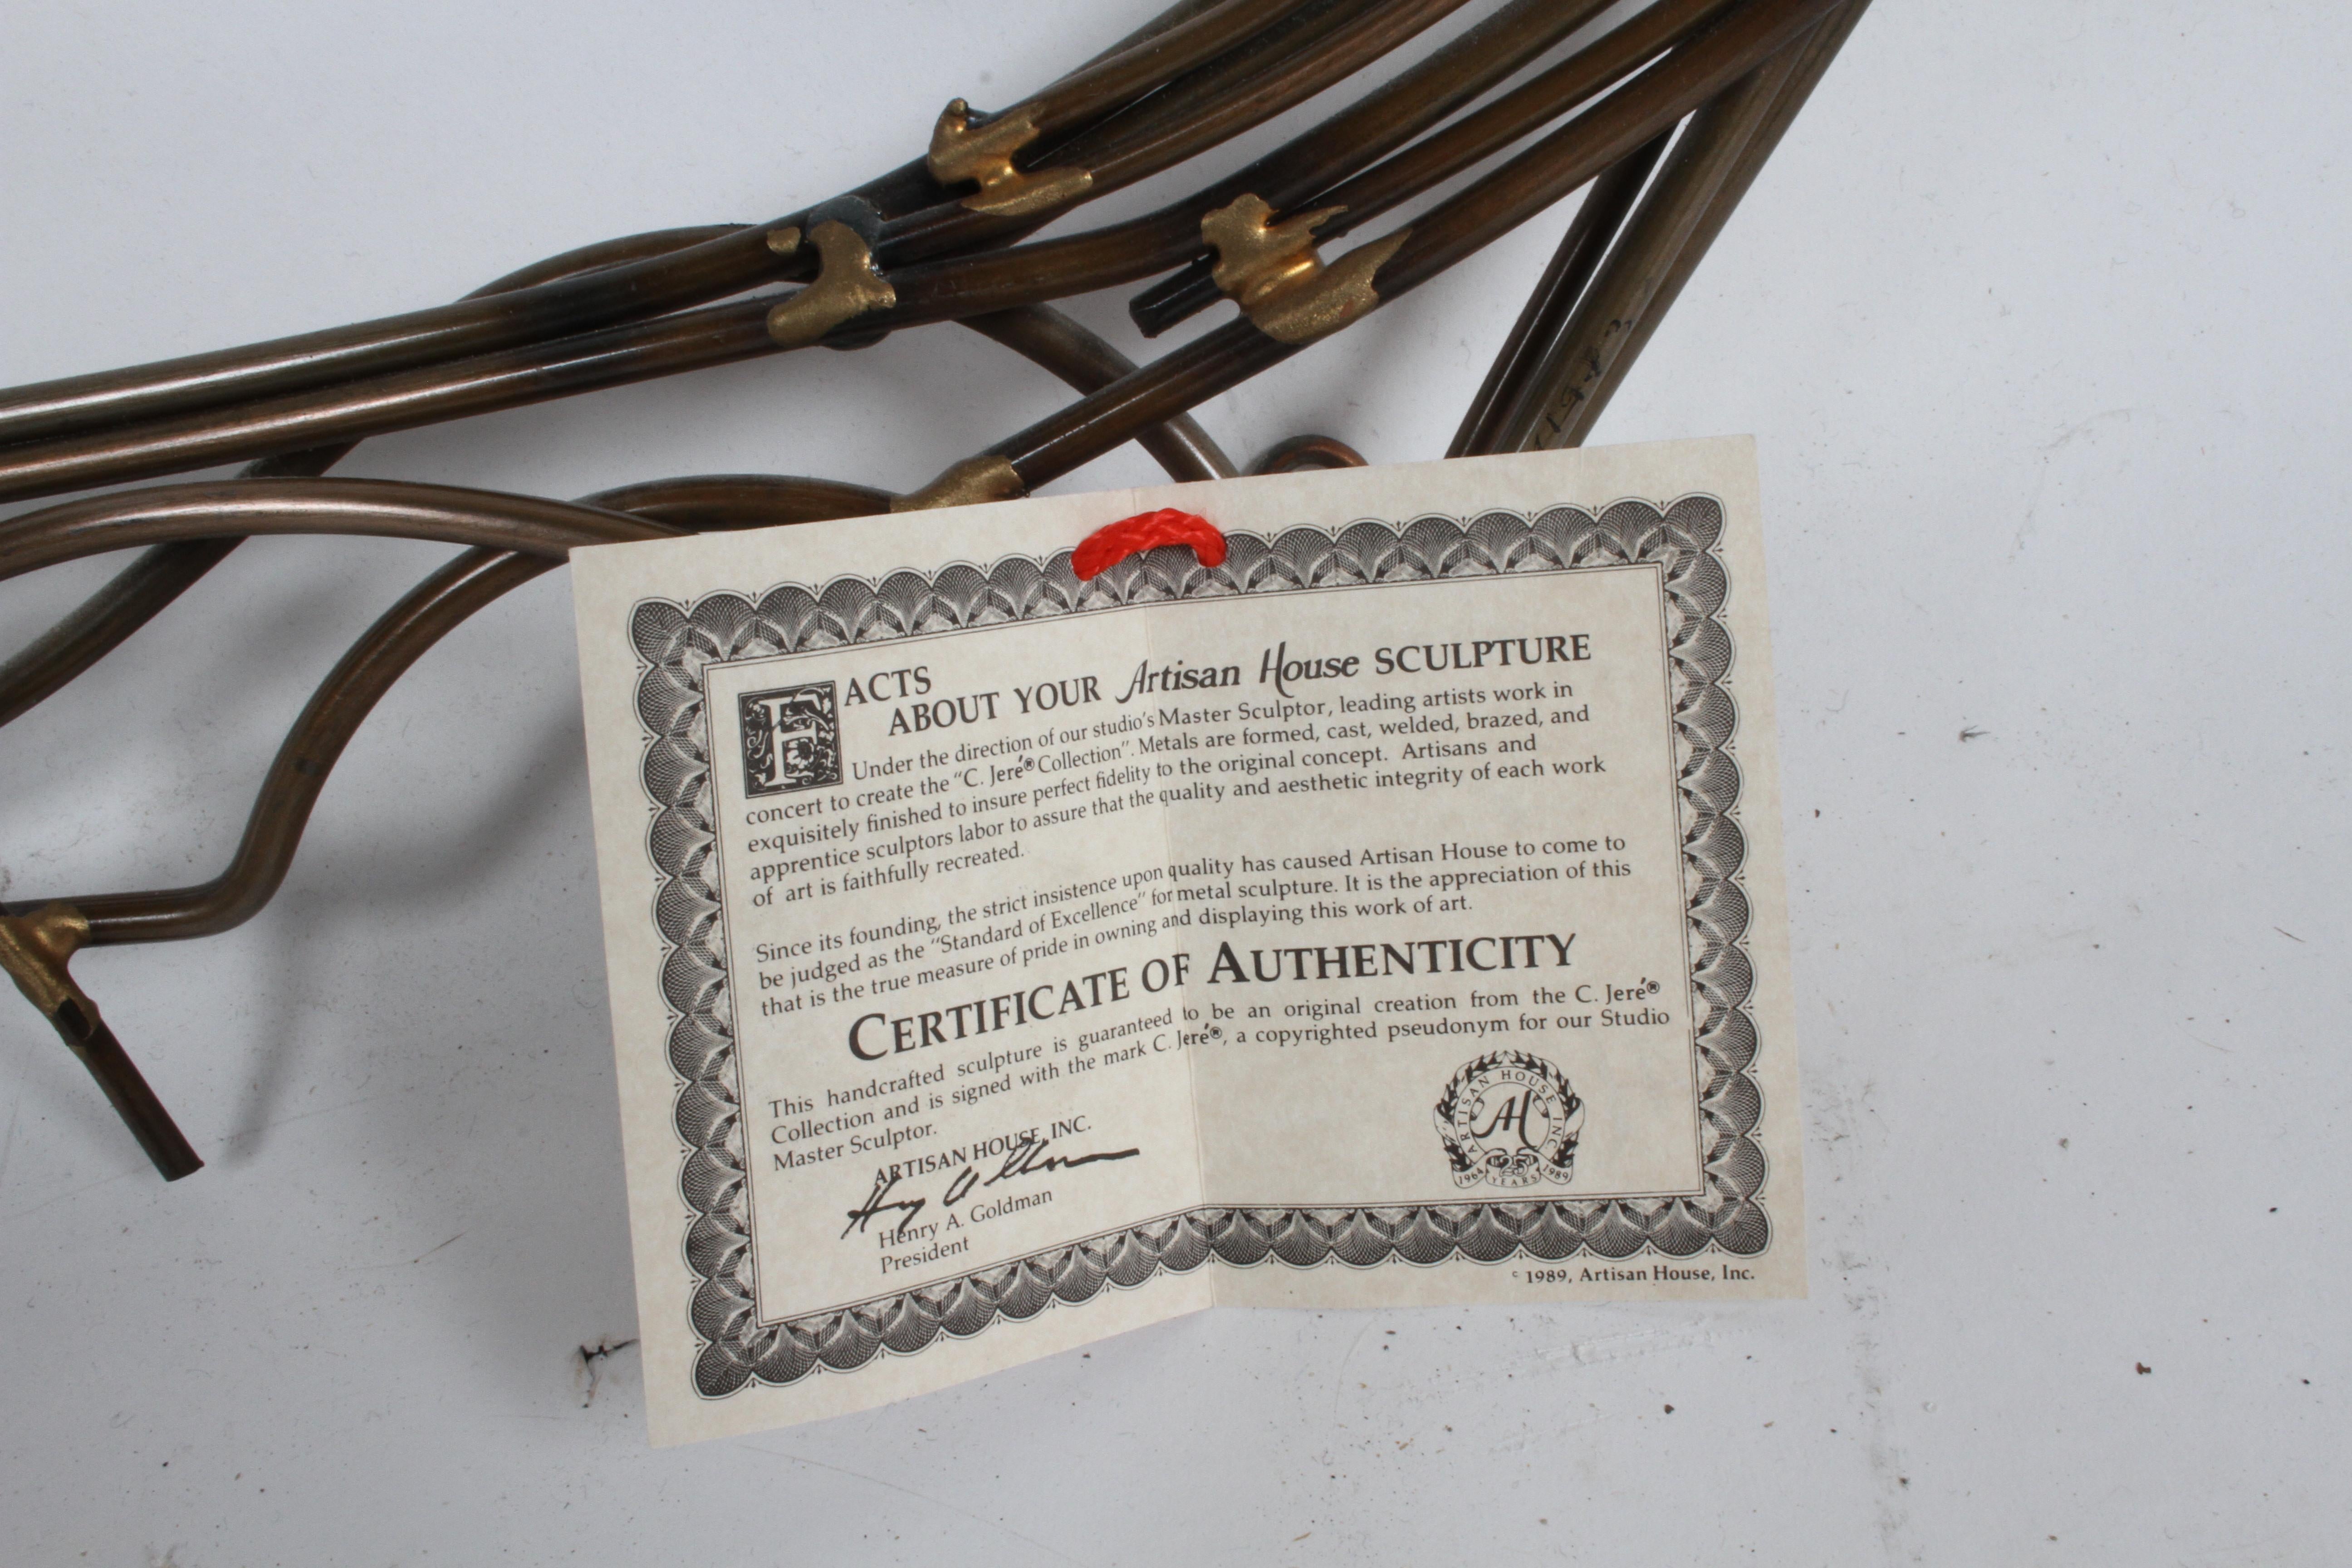 FACTS
ABOUT YOUR Artisan House SCULPTURE
Under the direction of our studio's Master Sculptor, leading artists work in
concert to create the "C. Jeré® Collection". Metals are formed, cast, welded, brazed, and
exquisitely finished to insure perfect fidelity to the original concept. Artisans and
apprentice sculptors labor to assure that the quality and aesthetic integrity of each work
of art is faithfully recreated.
Since its founding, the strict insistence upon quality has caused Artisan House to come to
be judged as the "Standard of Excellence" for metal sculpture. It is the appreciation of this
that is the true measure of pride in owning and displaying this work of art.
CERTIFICATE OF AUTHENTICITY
This handcrafted sculpture is guaranteed to be an original creation from the C. Jeré®
Collection and is signed with the mark C. Jeré®, a copyrighted pseudonym for our Studio
Master Sculptor.
ARTISAN HOUSE, INC.
Henry A. Goldman
President
ARTISAN HOUSE INC.
AH
1964 25 1989
YEARS
© 1989, Artisan House, Inc.